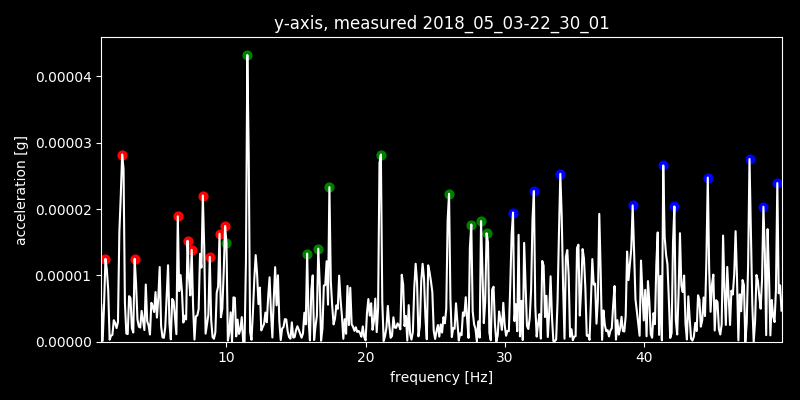 y-axis, measured 2018_05_03-22_30_01
acceleration [g]
0.00004
0.00003
0.00002
0.00001
0.00000
10 20 30 40
frequency [Hz]